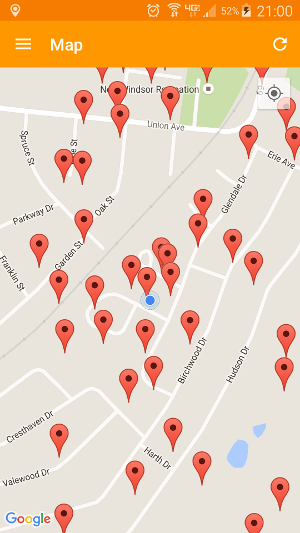 52% 21:00
Map
New Windsor Recreation
Union Ave
Spruce St
Erie Ave
Glendale Dr
Parkway Dr
Oak St
Garden St
Franklin St
Birchwood Dr
Hudson Dr
Cresthaven Dr
Harth Dr
Valewood Dr
Google